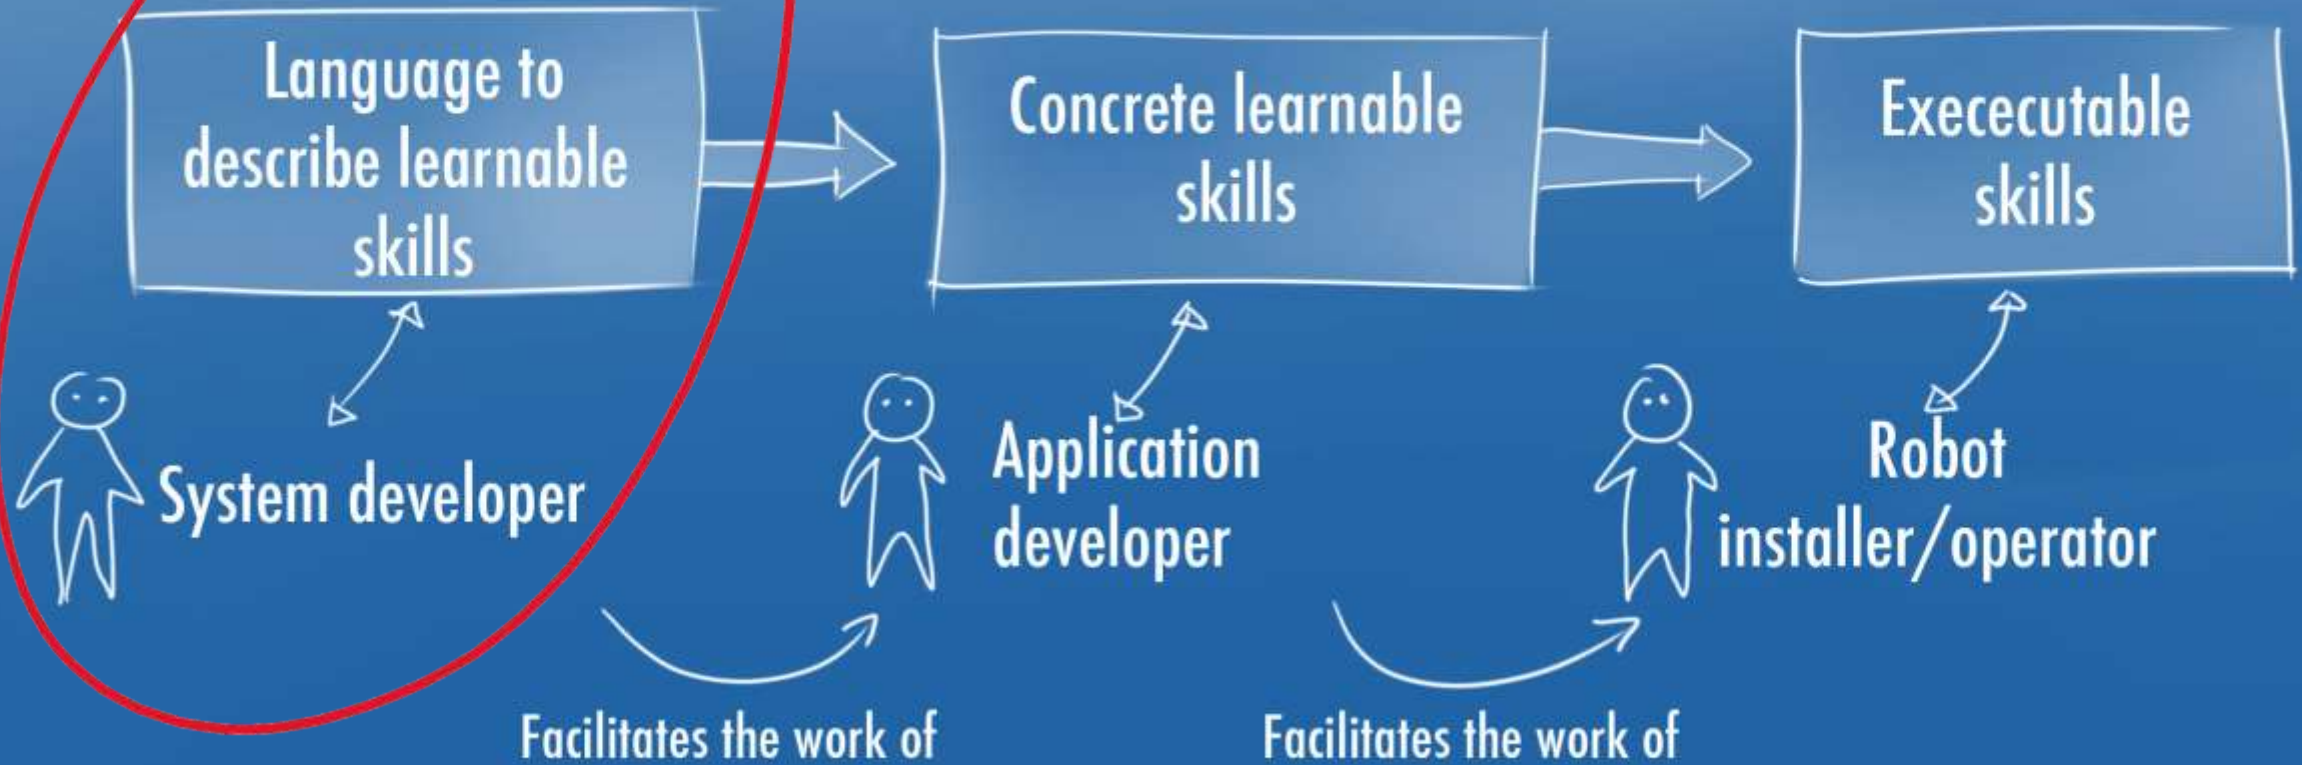 Language to
describe learnable
skills
Concrete learnable
skills
Exececutable
skills
System developer
Application
developer
Robot
installer/operator
Facilitates the work of
Facilitates the work of